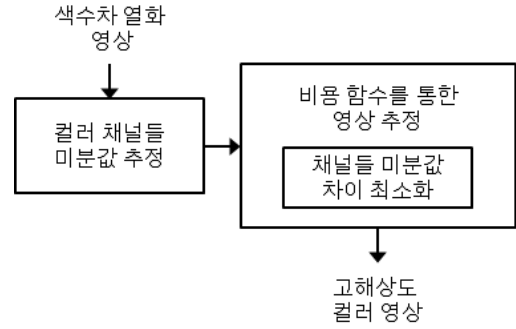 색수차 열화
영상
컬러 채널들
미분값 추정
비용 함수를 통한
영상 추정
채널들 미분값
차이 최소화
고해상도
컬러 영상